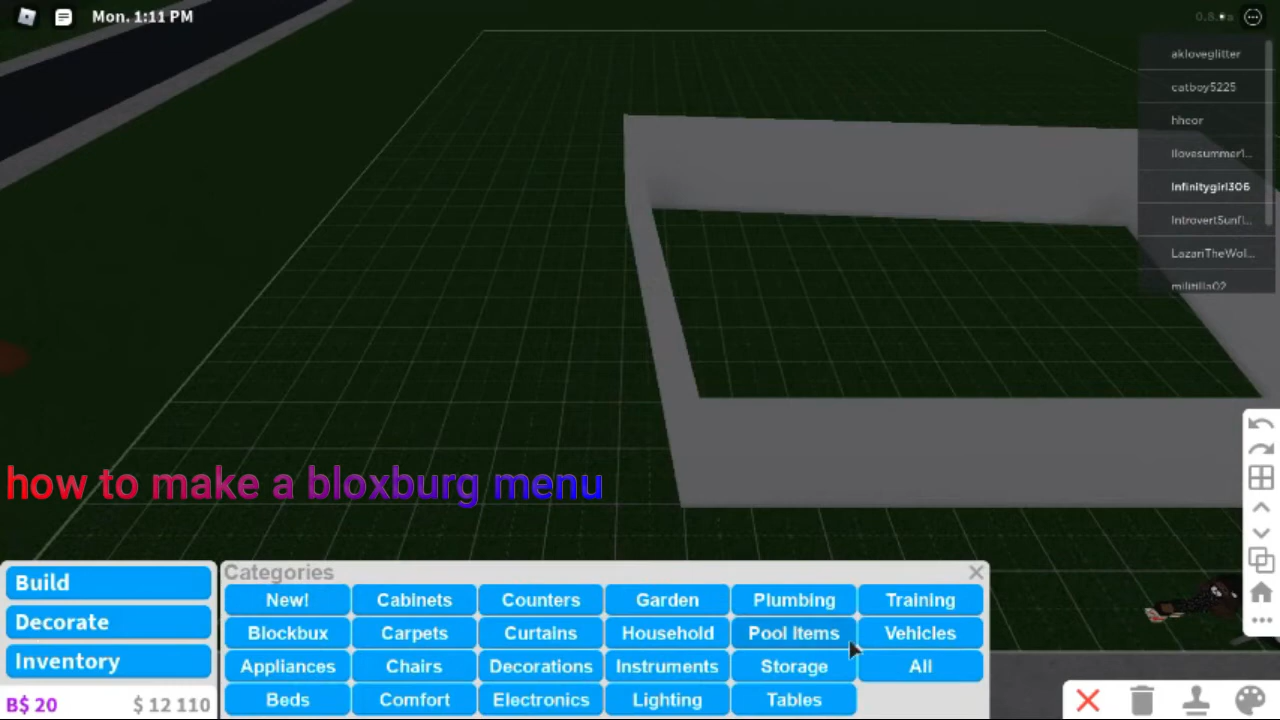 Mon. 1:11 PM
akloveglitter
catboy5225
hhcor
Infinitygirl306
how to make a bloxburg menu
Build
Decorate
Inventory
B$ 20
$ 12 110
Categories
New! Cabinets Counters Garden Plumbing Training
Blockbux Carpets Curtains Household Pool Items Vehicles
Appliances Chairs Decorations Instruments Storage All
Beds Comfort Electronics Lighting Tables